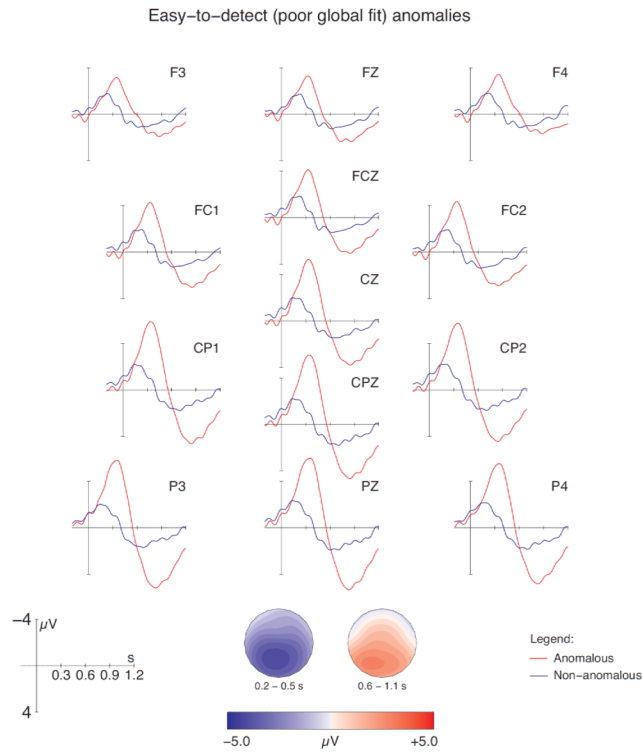 Easy−to−detect (poor global fit) anomalies
F3
FZ
F4
FCZ
FC1
FC2
CZ
CP1
CP2
CPZ
P3
PZ
P4
−4
µV
s
0.3 0.6 0.9 1.2
4
0.2 − 0.5 s
0.6 − 1.1 s
Legend:
Anomalous
Non−anomalous
−5.0
µV
+5.0